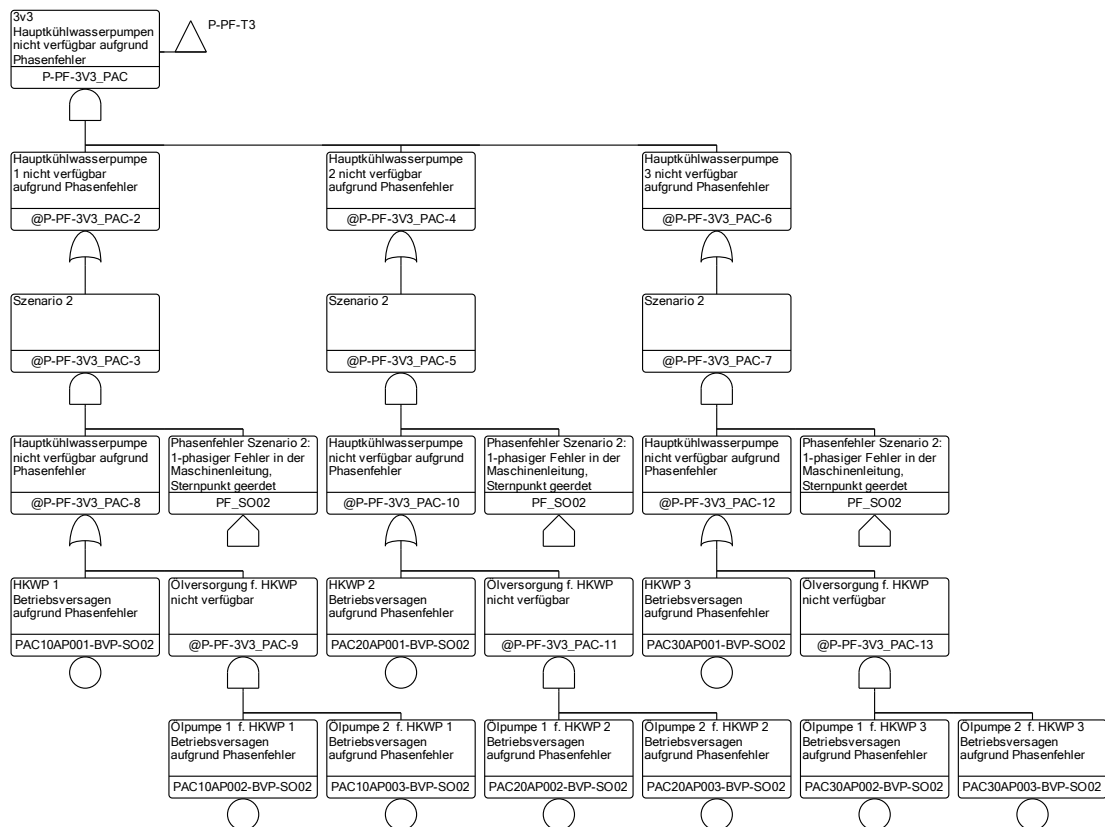 3v3
Hauptkühlwasserpumpen
nicht verfügbar aufgrund
Phasenfehler
P-PF-3V3_PAC
P-PF-T3
Hauptkühlwasserpumpe
1 nicht verfügbar
aufgrund Phasenfehler
@P-PF-3V3_PAC-2
Hauptkühlwasserpumpe
2 nicht verfügbar
aufgrund Phasenfehler
@P-PF-3V3_PAC-4
Hauptkühlwasserpumpe
3 nicht verfügbar
aufgrund Phasenfehler
@P-PF-3V3_PAC-6
Szenario 2
@P-PF-3V3_PAC-3
Szenario 2
@P-PF-3V3_PAC-5
Szenario 2
@P-PF-3V3_PAC-7
Hauptkühlwasserpumpe
nicht verfügbar aufgrund
Phasenfehler
@P-PF-3V3_PAC-8
Phasenfehler Szenario 2:
1-phasiger Fehler in der
Maschinenleitung,
Sternpunkt geerdet
PF_SO02
Hauptkühlwasserpumpe
nicht verfügbar aufgrund
Phasenfehler
@P-PF-3V3_PAC-10
Phasenfehler Szenario 2:
1-phasiger Fehler in der
Maschinenleitung,
Sternpunkt geerdet
PF_SO02
Hauptkühlwasserpumpe
nicht verfügbar aufgrund
Phasenfehler
@P-PF-3V3_PAC-12
Phasenfehler Szenario 2:
1-phasiger Fehler in der
Maschinenleitung,
Sternpunkt geerdet
PF_SO02
HKWP 1
Betriebsversagen
aufgrund Phasenfehler
PAC10AP001-BVP-SO02
Ölversorgung f. HKWP
nicht verfügbar
@P-PF-3V3_PAC-9
HKWP 2
Betriebsversagen
aufgrund Phasenfehler
PAC20AP001-BVP-SO02
Ölversorgung f. HKWP
nicht verfügbar
@P-PF-3V3_PAC-11
HKWP 3
Betriebsversagen
aufgrund Phasenfehler
PAC30AP001-BVP-SO02
Ölversorgung f. HKWP
nicht verfügbar
@P-PF-3V3_PAC-13
Ölpumpe 1 f. HKWP 1
Betriebsversagen
aufgrund Phasenfehler
PAC10AP002-BVP-SO02
Ölpumpe 2 f. HKWP 1
Betriebsversagen
aufgrund Phasenfehler
PAC10AP003-BVP-SO02
Ölpumpe 1 f. HKWP 2
Betriebsversagen
aufgrund Phasenfehler
PAC20AP002-BVP-SO02
Ölpumpe 2 f. HKWP 2
Betriebsversagen
aufgrund Phasenfehler
PAC20AP003-BVP-SO02
Ölpumpe 1 f. HKWP 3
Betriebsversagen
aufgrund Phasenfehler
PAC30AP002-BVP-SO02
Ölpumpe 2 f. HKWP 3
Betriebsversagen
aufgrund Phasenfehler
PAC30AP003-BVP-SO02